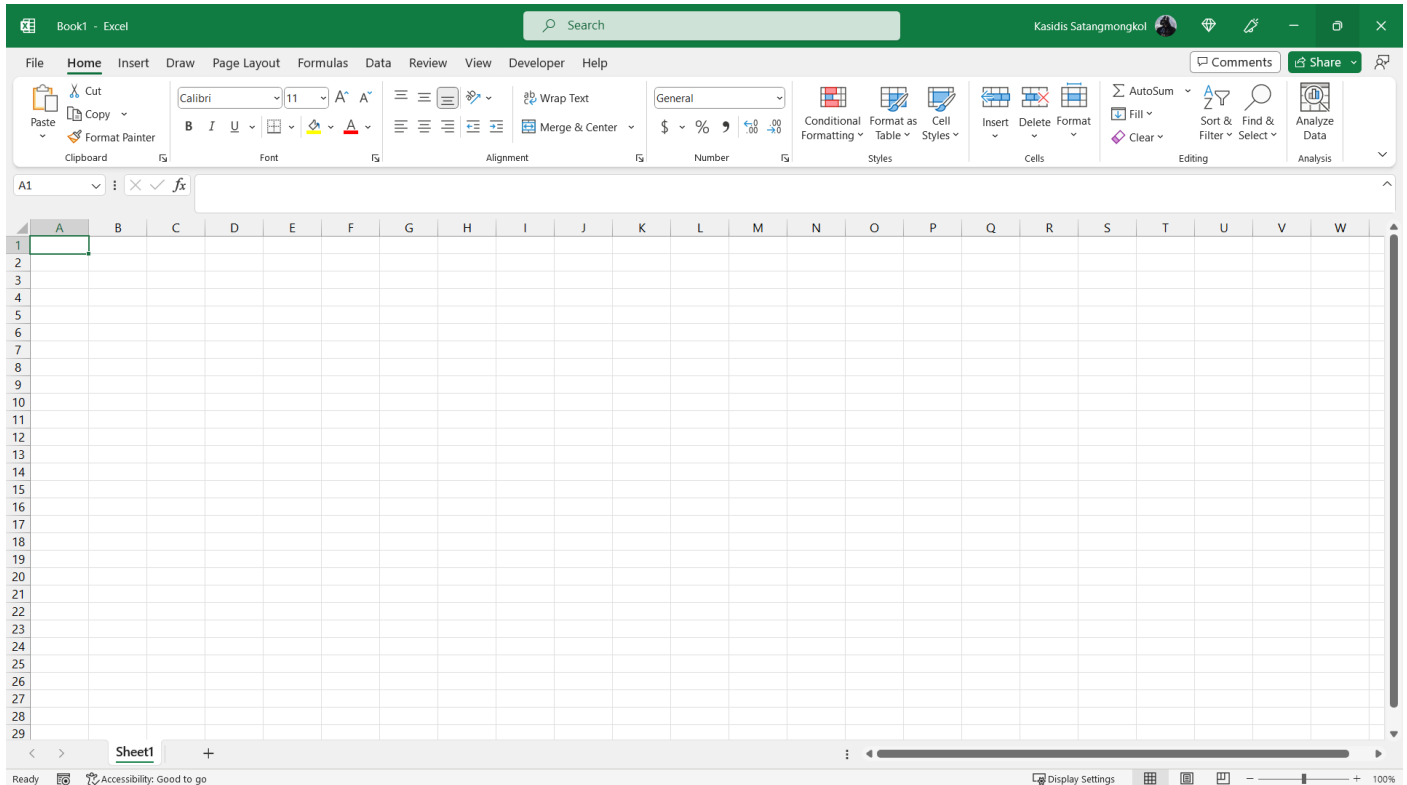 Book1 - Excel
Search
Kasidis Satangmongkol
File Home Insert Draw Page Layout Formulas Data Review View Developer Help
Comments
Share
Paste
Cut
Copy
Format Painter
Clipboard
Calibri 11 A A
B I U A
Font
ab Wrap Text
Merge & Center
Alignment
General
$ % 9 .00 .00
Number
Conditional Formatting
Format as Table
Cell Styles
Styles
Insert Delete Format
Cells
AutoSum
Fill
Clear
Sort & Filter
Find & Select
Editing
Analyze Data
Analysis
A1 fx
A B C D E F G H I J K L M N O P Q R S T U V W
1
2
3
4
5
6
7
8
9
10
11
12
13
14
15
16
17
18
19
20
21
22
23
24
25
26
27
28
29
Sheet1
Ready
Accessibility: Good to go
Display Settings
100%